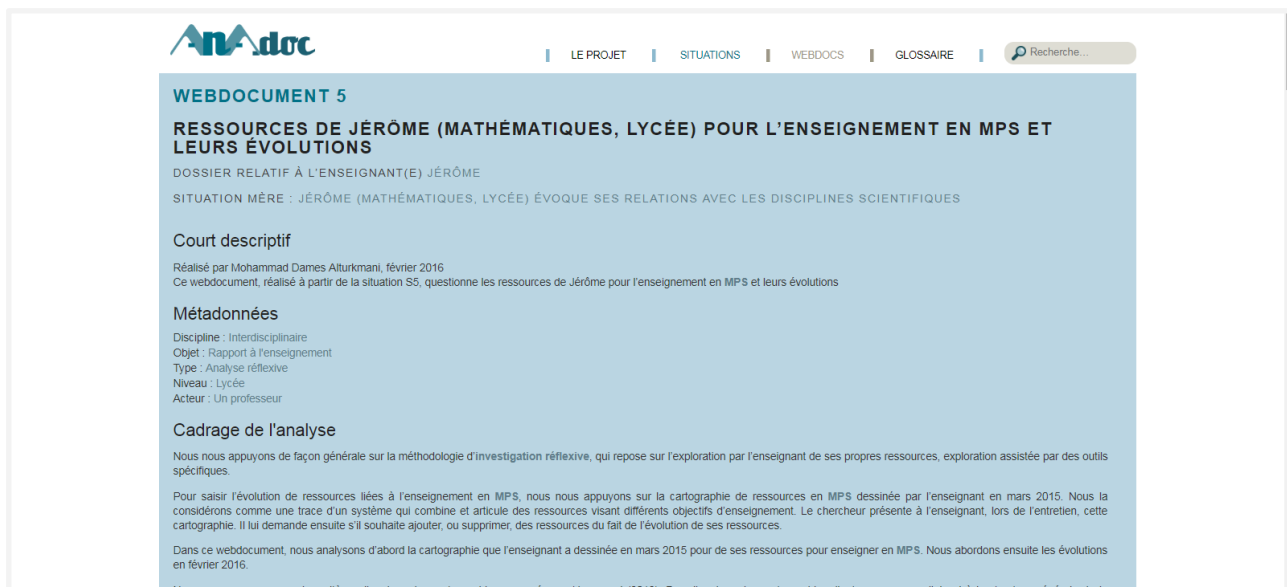 AnAdoc
LE PROJET
SITUATIONS
WEBDOCS
GLOSSAIRE
Recherche...
WEBDOCUMENT 5
RESSOURCES DE JÉRÔME (MATHÉMATIQUES, LYCÉE) POUR L'ENSEIGNEMENT EN MPS ET
LEURS ÉVOLUTIONS
DOSSIER RELATIF À L'ENSEIGNANT(E) JÉRÔME
SITUATION MÈRE : JÉRÔME (MATHÉMATIQUES, LYCÉE) ÉVOQUE SES RELATIONS AVEC LES DISCIPLINES SCIENTIFIQUES
Court descriptif
Réalisé par Mohammad Dames Alturkmani, février 2016
Ce webdocument, réalisé à partir de la situation S5, questionne les ressources de Jérôme pour l'enseignement en MPS et leurs évolutions
Métadonnées
Discipline : Interdisciplinaire
Objet : Rapport à l'enseignement
Type : Analyse réflexive
Niveau : Lycée
Acteur : Un professeur
Cadrage de l'analyse
Nous nous appuyons de façon générale sur la méthodologie d'investigation réflexive, qui repose sur l'exploration par l'enseignant de ses propres ressources, exploration assistée par des outils
spécifiques.
Pour saisir l'évolution de ressources liées à l'enseignement en MPS, nous nous appuyons sur la cartographie de ressources en MPS dessinée par l'enseignant en mars 2015. Nous la
considérons comme une trace d'un système qui combine et articule des ressources visant différents objectifs d'enseignement. Le chercheur présente à l'enseignant, lors de l'entretien, cette
cartographie. Il lui demande ensuite s'il souhaite ajouter, ou supprimer, des ressources du fait de l'évolution de ses ressources.
Dans ce webdocument, nous analysons d'abord la cartographie que l'enseignant a dessinée en mars 2015 pour de ses ressources pour enseigner en MPS. Nous abordons ensuite les évolutions
en février 2016.